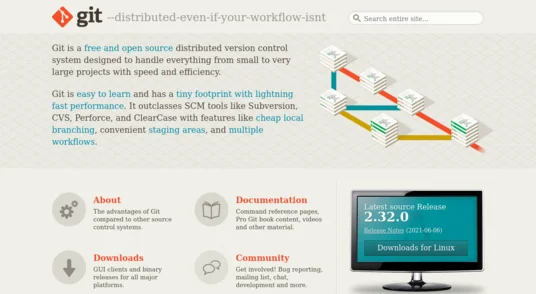 git --distributed-even-if-your-workflow-isnt
Search entire site...
Git is a free and open source distributed version control
system designed to handle everything from small to very
large projects with speed and efficiency.
Git is easy to learn and has a tiny footprint with lightning
fast performance. It outclasses SCM tools like Subversion,
CVS, Perforce, and ClearCase with features like cheap local
branching, convenient staging areas, and multiple
workflows.
About
The advantages of Git
compared to other source
control systems.
Documentation
Command reference pages,
Pro Git book content, videos
and other material.
Downloads
GUI clients and binary
releases for all major
platforms.
Community
Get involved! Bug reporting,
mailing list, chat,
development and more.
Latest source Release
2.32.0
Release Notes (2021-06-06)
Downloads for Linux